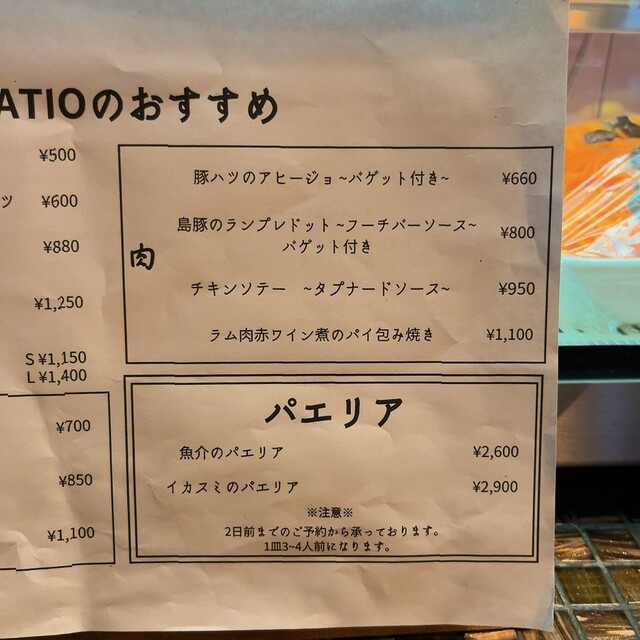 ATIOのおすすめ
¥500
ツ ¥600
¥880
¥1,250
S ¥1,150
L ¥1,400
¥700
¥850
¥1,100
肉
豚ハツのアヒージョ~バゲット付き~ ¥660
島豚のランプレドット~フーチバーソース~
バゲット付き ¥800
チキンソテー ~タプナードソース~ ¥950
ラム肉赤ワイン煮のパイ包み焼き ¥1,100
パエリア
魚介のパエリア ¥2,600
イカスミのパエリア ¥2,900
※注意※
2日前までのご予約から承っております。
1皿3~4人前になります。